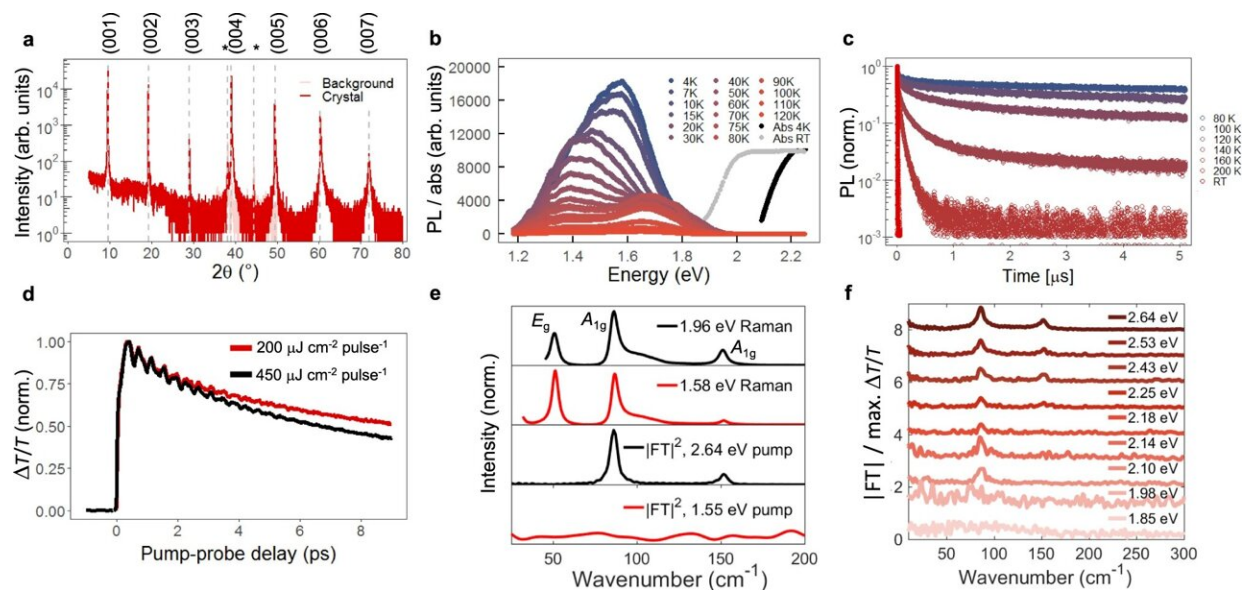 a
(001)
(002)
(003)
*
(004)
*
(005)
(006)
(007)
Intensity (arb. units)
10⁴
10³
10²
10¹
10⁰
Background
Crystal
0 10 20 30 40 50 60 70 80
2θ (°)
b
PL / abs (arb. units)
20000
16000
12000
8000
4000
0
4K 40K 90K
7K 50K 100K
10K 60K 110K
15K 70K 120K
20K 75K Abs 4K
30K 80K Abs RT
1.2 1.4 1.6 1.8 2 2.2
Energy (eV)
c
PL (norm.)
10⁰
10⁻¹
10⁻²
10⁻³
0 1 2 3 4 5
Time [μs]
80 K
100 K
120 K
140 K
160 K
200 K
RT
d
ΔT/T (norm.)
1.00
0.75
0.50
0.25
0.00
200 μJ cm⁻² pulse⁻¹
450 μJ cm⁻² pulse⁻¹
0 2 4 6 8
Pump-probe delay (ps)
e
Intensity (norm.)
E_g
A_1g
A_1g
1.96 eV Raman
1.58 eV Raman
|FT|², 2.64 eV pump
|FT|², 1.55 eV pump
50 100 150 200
Wavenumber (cm⁻¹)
f
|FT| / max. ΔT/T
8
6
4
2
0
2.64 eV
2.53 eV
2.43 eV
2.25 eV
2.18 eV
2.14 eV
2.10 eV
1.98 eV
1.85 eV
50 100 150 200 250 300
Wavenumber (cm⁻¹)